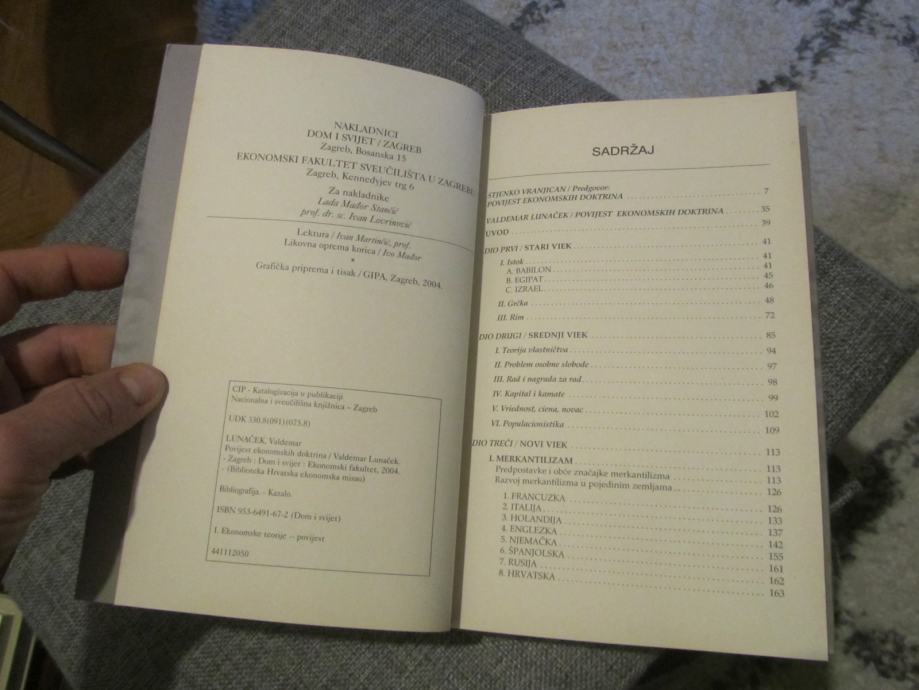 NAKLADNICI
DOM I SVIJET / ZAGREB
Zagreb, Bosanska 15
EKONOMSKI FAKULTET SVEUČILIŠTA U ZAGREBU
Zagreb, Kennedyjev trg 6
Za nakladnike
Lada Mađor Stančić
prof. dr. sc. Ivan Lovrinović
Lektura / Ivan Martinčić, prof.
Likovna oprema korica / Ivo Mađor
*
Grafička priprema i tisak / GIPA, Zagreb, 2004.
CIP - Katalogizacija u publikaciji
Nacionalna i sveučilišna knjižnica – Zagreb
UDK 330.8(091)(075.8)
LUNAČEK, Valdemar
Povijest ekonomskih doktrina / Valdemar Lunaček.
- Zagreb : Dom i svijet : Ekonomski fakultet, 2004.
- (Biblioteka Hrvatska ekonomska misao)
Bibliografija. – Kazalo.
ISBN 953-6491-67-2 (Dom i svijet)
I. Ekonomske teorije -- povijest
441112050
SADRŽAJ
STJENKO VRANJICAN / Predgovor:
POVIJEST EKONOMSKIH DOKTRINA 7
VALDEMAR LUNAČEK / POVIJEST EKONOMSKIH DOKTRINA 35
UVOD 39
DIO PRVI / STARI VIEK 41
I. Istok 41
A. BABILON 41
B. EGIPAT 45
C. IZRAEL 46
II. Grčka 48
III. Rim 72
DIO DRUGI / SREDNJI VIEK 85
I. Teorija vlastničtva 94
II. Problem osobne slobode 97
III. Rad i nagrada za rad 98
IV. Kapital i kamate 99
V. Vriednost, ciena, novac 102
VI. Populacionistika 109
DIO TREĆI / NOVI VIEK 113
I. MERKANTILIZAM 113
Predpostavke i obće značajke merkantilizma 113
Razvoj merkantilizma u pojedinim zemljama 126
1. FRANCUZKA 126
2. ITALIJA 133
3. HOLANDIJA 137
4. ENGLEZKA 142
5. NJEMAČKA 155
6. ŠPANJOLSKA 161
7. RUSIJA 162
8. HRVATSKA 163